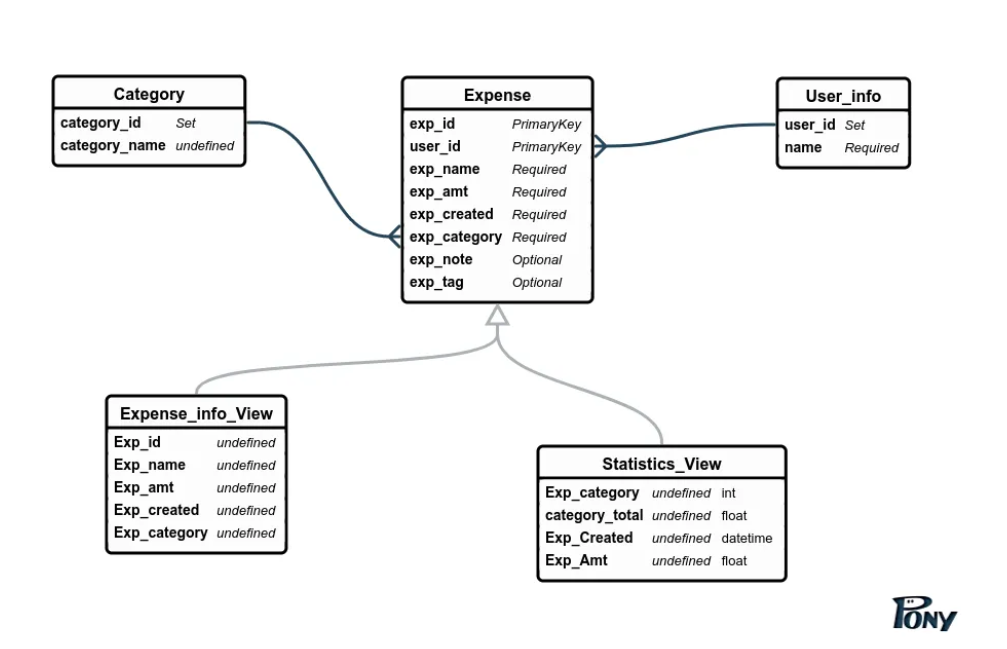 Category
category_id Set
category_name undefined
Expense
exp_id PrimaryKey
user_id PrimaryKey
exp_name Required
exp_amt Required
exp_created Required
exp_category Required
exp_note Optional
exp_tag Optional
User_info
user_id Set
name Required
Expense_info_View
Exp_id undefined
Exp_name undefined
Exp_amt undefined
Exp_created undefined
Exp_category undefined
Statistics_View
Exp_category undefined int
category_total undefined float
Exp_Created undefined datetime
Exp_Amt undefined float
PONY